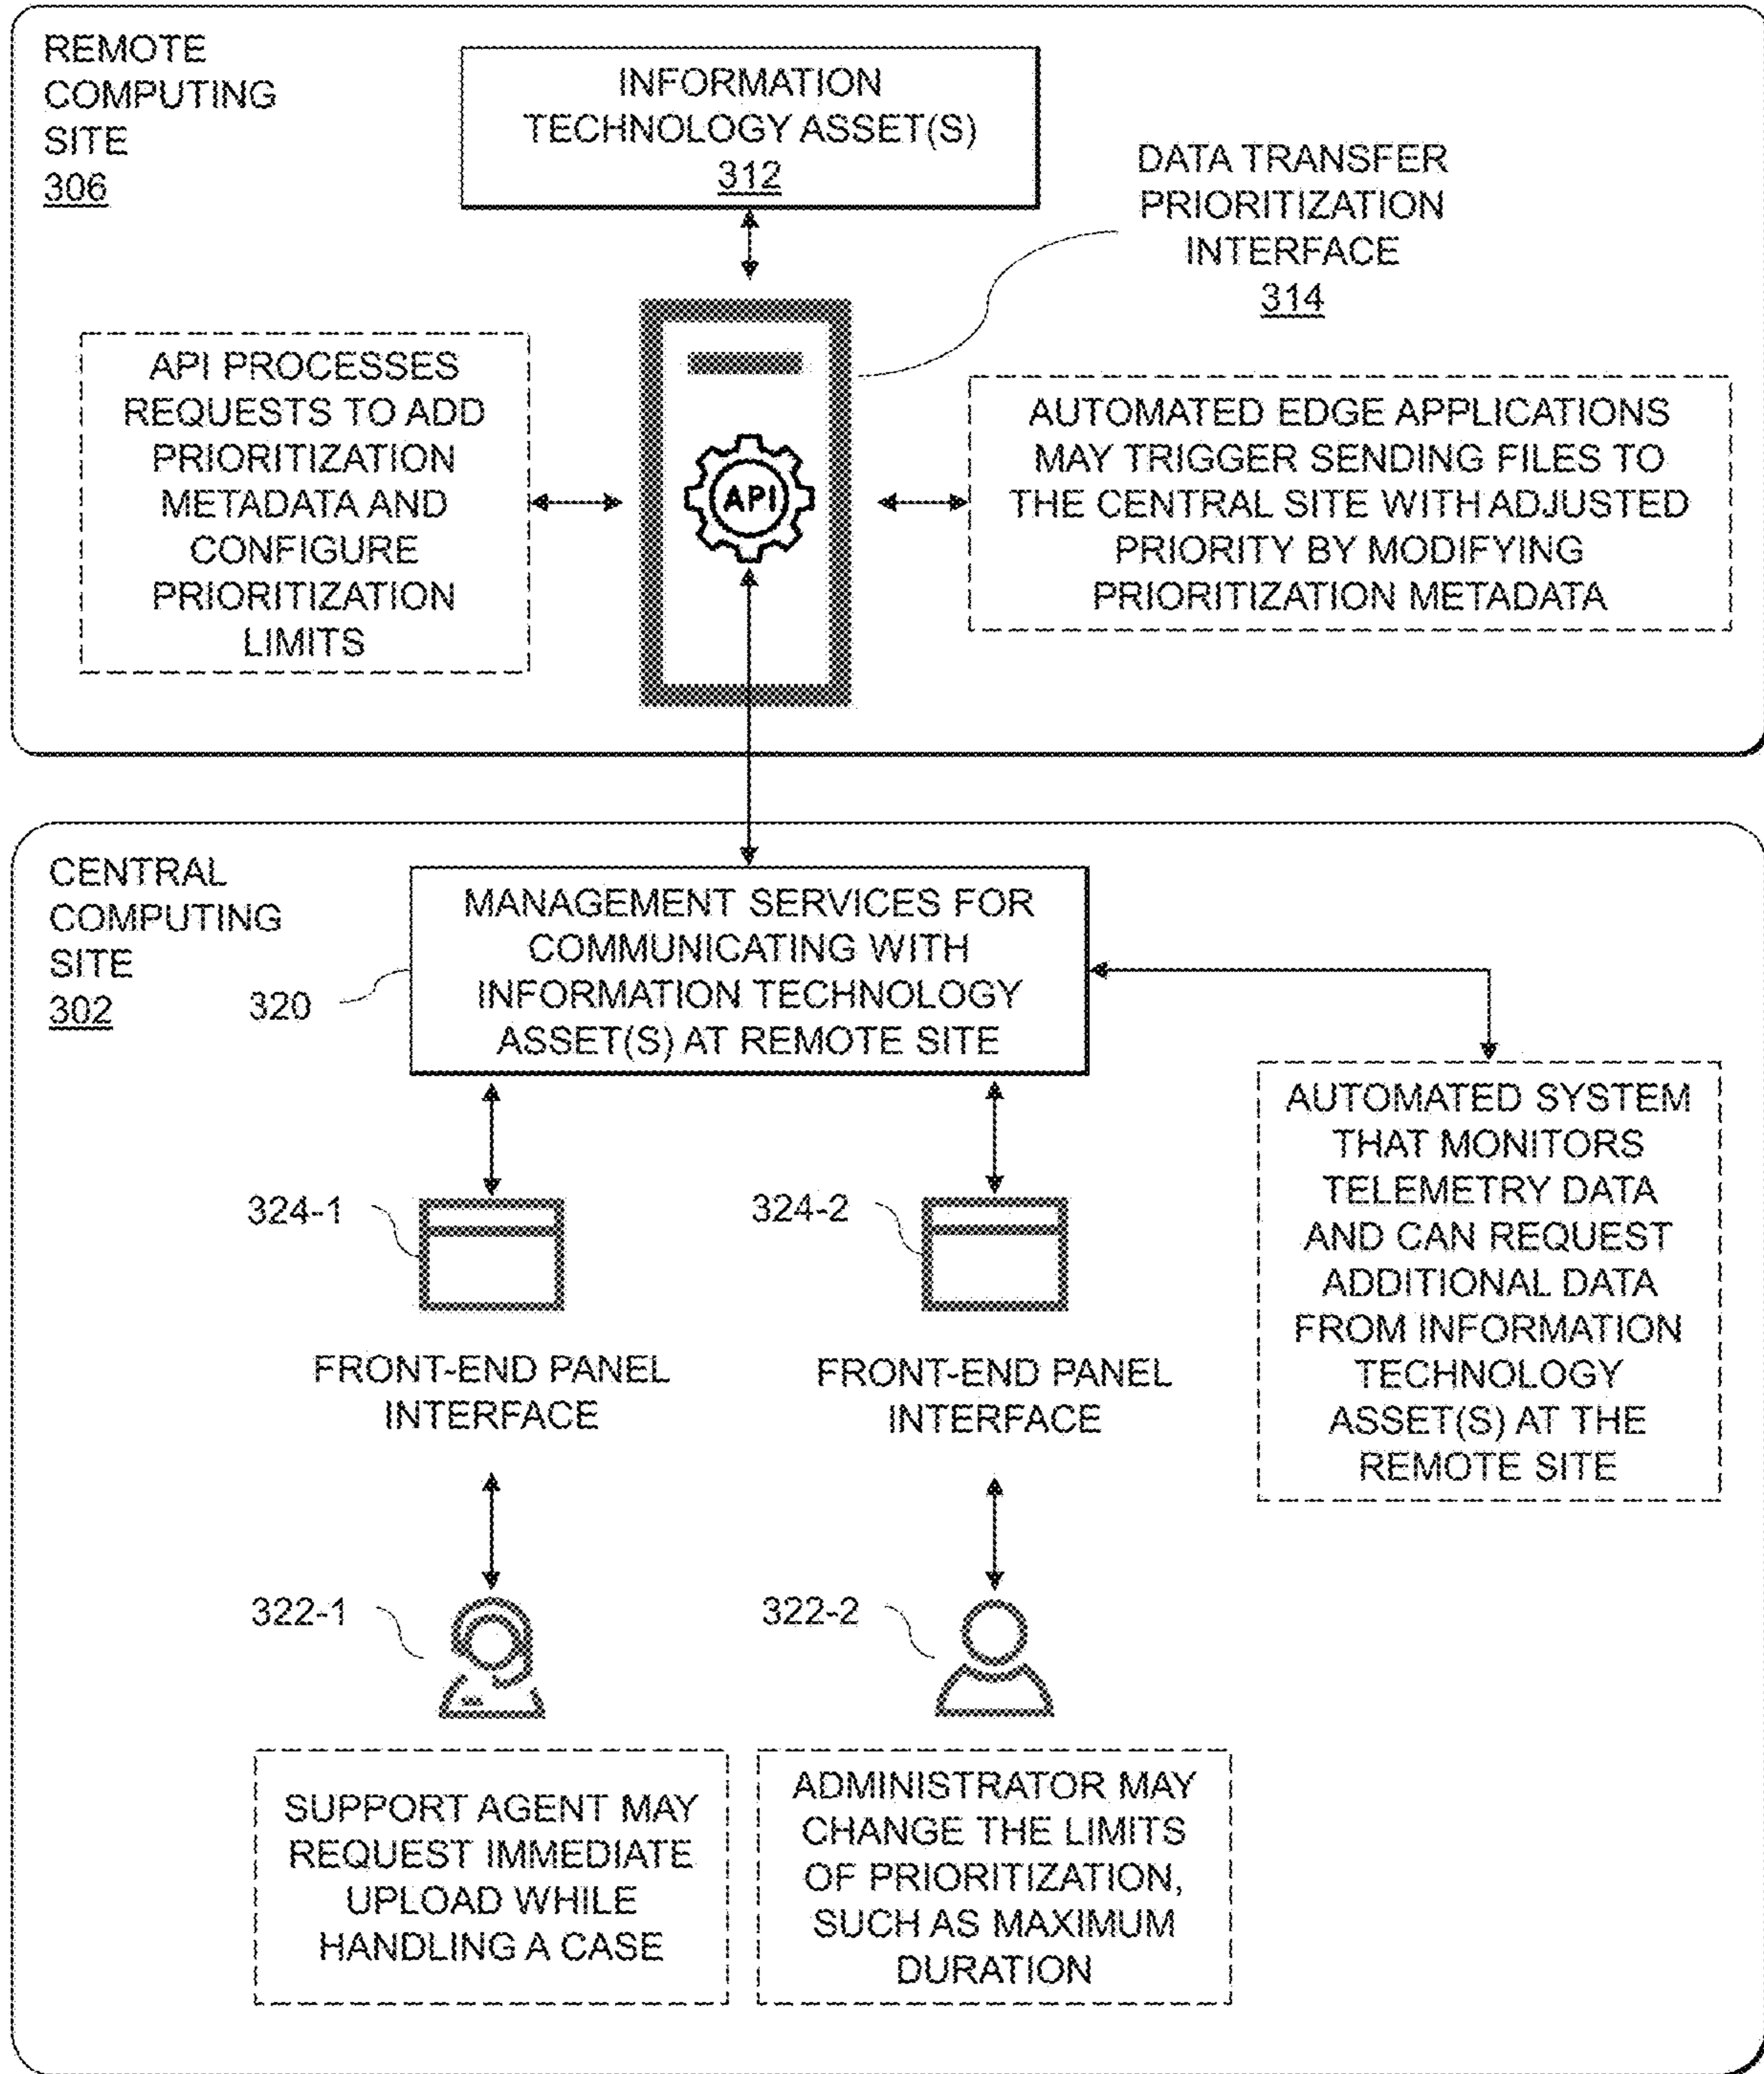 REMOTE
COMPUTING
SITE
306
INFORMATION
TECHNOLOGY ASSET(S)
312
DATA TRANSFER
PRIORITIZATION
INTERFACE
314
API PROCESSES
REQUESTS TO ADD
PRIORITIZATION
METADATA AND
CONFIGURE
PRIORITIZATION
LIMITS
API
AUTOMATED EDGE APPLICATIONS
MAY TRIGGER SENDING FILES TO
THE CENTRAL SITE WITH ADJUSTED
PRIORITY BY MODIFYING
PRIORITIZATION METADATA
CENTRAL
COMPUTING
SITE
302
320
MANAGEMENT SERVICES FOR
COMMUNICATING WITH
INFORMATION TECHNOLOGY
ASSET(S) AT REMOTE SITE
AUTOMATED SYSTEM
THAT MONITORS
TELEMETRY DATA
AND CAN REQUEST
ADDITIONAL DATA
FROM INFORMATION
TECHNOLOGY
ASSET(S) AT THE
REMOTE SITE
324-1
FRONT-END PANEL
INTERFACE
324-2
FRONT-END PANEL
INTERFACE
322-1
322-2
SUPPORT AGENT MAY
REQUEST IMMEDIATE
UPLOAD WHILE
HANDLING A CASE
ADMINISTRATOR MAY
CHANGE THE LIMITS
OF PRIORITIZATION,
SUCH AS MAXIMUM
DURATION